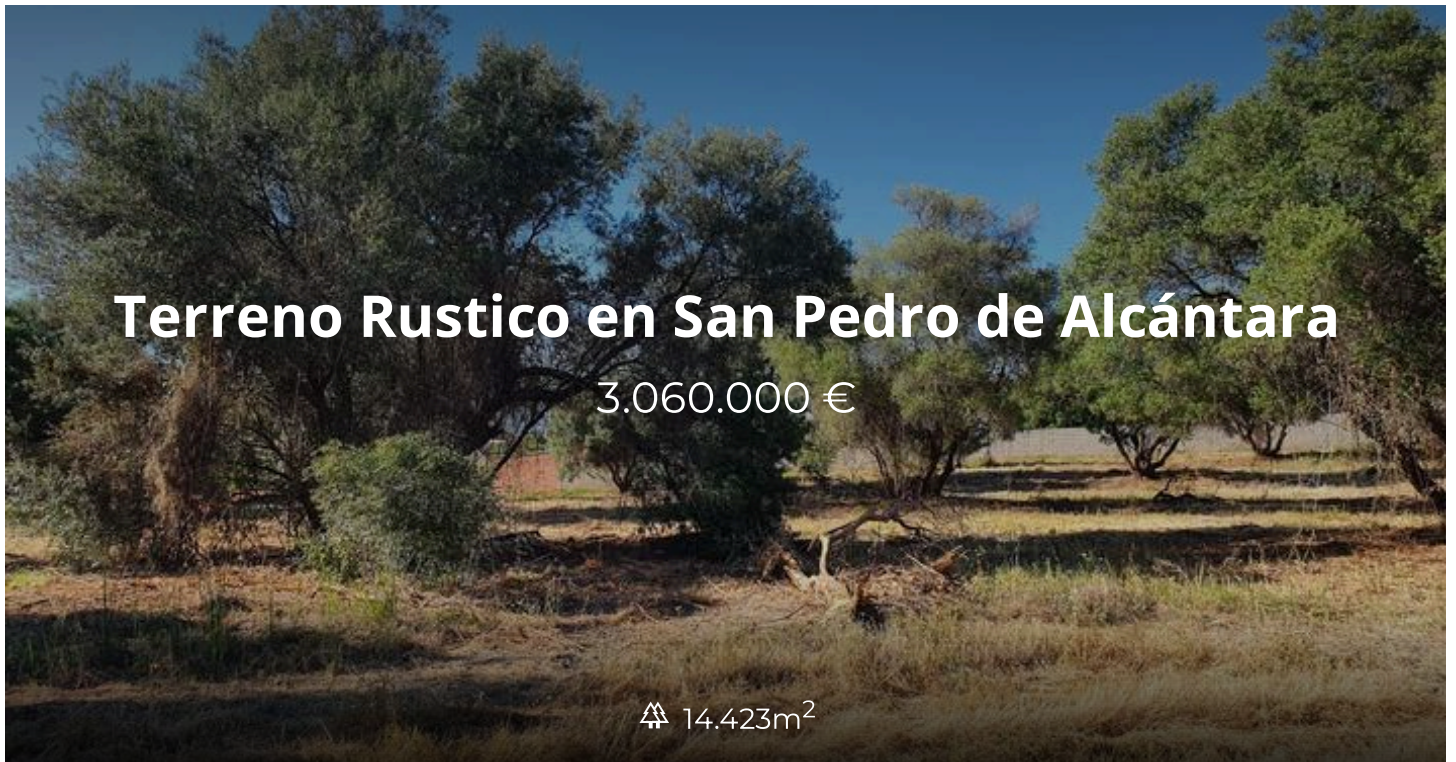 Terreno Rustico en San Pedro de Alcántara
3.060.000 €
14.423m²